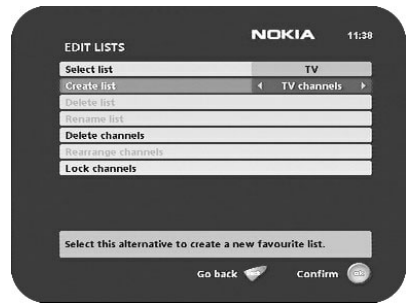 NOKIA 11:38
EDIT LISTS
Select list TV
Create list TV channels
Delete list
Rename list
Delete channels
Rearrange channels
Lock channels
Select this alternative to create a new favourite list.
Go back Confirm